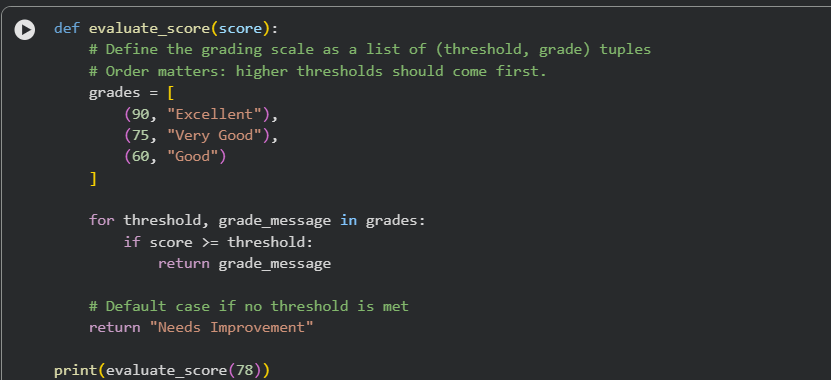 def evaluate_score(score):
    # Define the grading scale as a list of (threshold, grade) tuples
    # Order matters: higher thresholds should come first.
    grades = [
        (90, "Excellent"),
        (75, "Very Good"),
        (60, "Good")
    ]

    for threshold, grade_message in grades:
        if score >= threshold:
            return grade_message

    # Default case if no threshold is met
    return "Needs Improvement"

print(evaluate_score(78))